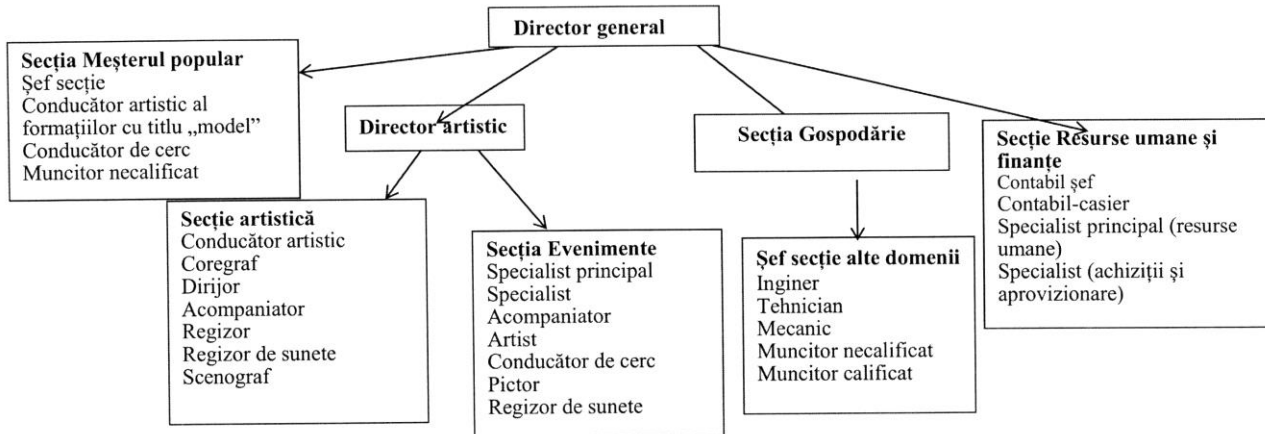 Director general
Secția Meșterul popular
Șef secție
Conducător artistic al
formațiilor cu titlu „model”
Conducător de cerc
Muncitor necalificat
Director artistic
Secția Gospodărie
Secție Resurse umane și
finanțe
Contabil șef
Contabil-casier
Specialist principal (resurse
umane)
Specialist (achiziții și
aprovizionare)
Secție artistică
Conducător artistic
Coregraf
Dirijor
Acompaniator
Regizor
Regizor de sunete
Scenograf
Secția Evenimente
Specialist principal
Specialist
Acompaniator
Artist
Conducător de cerc
Pictor
Regizor de sunete
Șef secție alte domenii
Inginer
Tehnician
Mecanic
Muncitor necalificat
Muncitor calificat